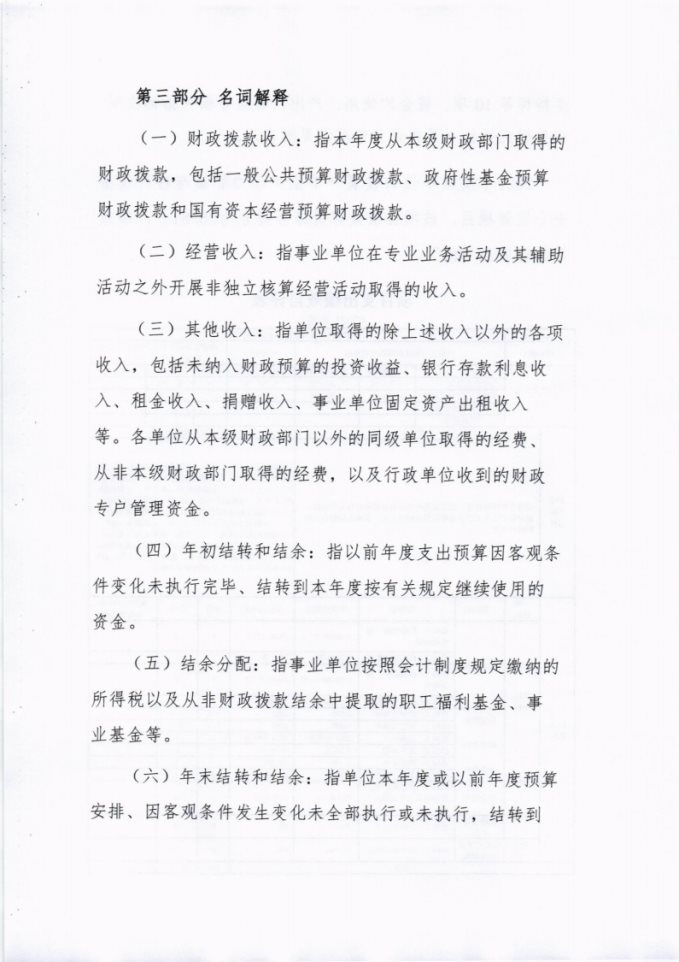 第三部分 名词解释
（一）财政拨款收入：指本年度从本级财政部门取得的
财政拨款，包括一般公共预算财政拨款、政府性基金预算
财政拨款和国有资本经营预算财政拨款。
（二）经营收入：指事业单位在专业业务活动及其辅助
活动之外开展非独立核算经营活动取得的收入。
（三）其他收入：指单位取得的除上述收入以外的各项
收入，包括未纳入财政预算的投资收益、银行存款利息收
入、租金收入、捐赠收入、事业单位固定资产出租收入
等。各单位从本级财政部门以外的同级单位取得的经费、
从非本级财政部门取得的经费，以及行政单位收到的财政
专户管理资金。
（四）年初结转和结余：指以前年度支出预算因客观条
件变化未执行完毕、结转到本年度按有关规定继续使用的
资金。
（五）结余分配：指事业单位按照会计制度规定缴纳的
所得税以及从非财政拨款结余中提取的职工福利基金、事
业基金等。
（六）年末结转和结余：指单位本年度或以前年度预算
安排、因客观条件发生变化未全部执行或未执行，结转到